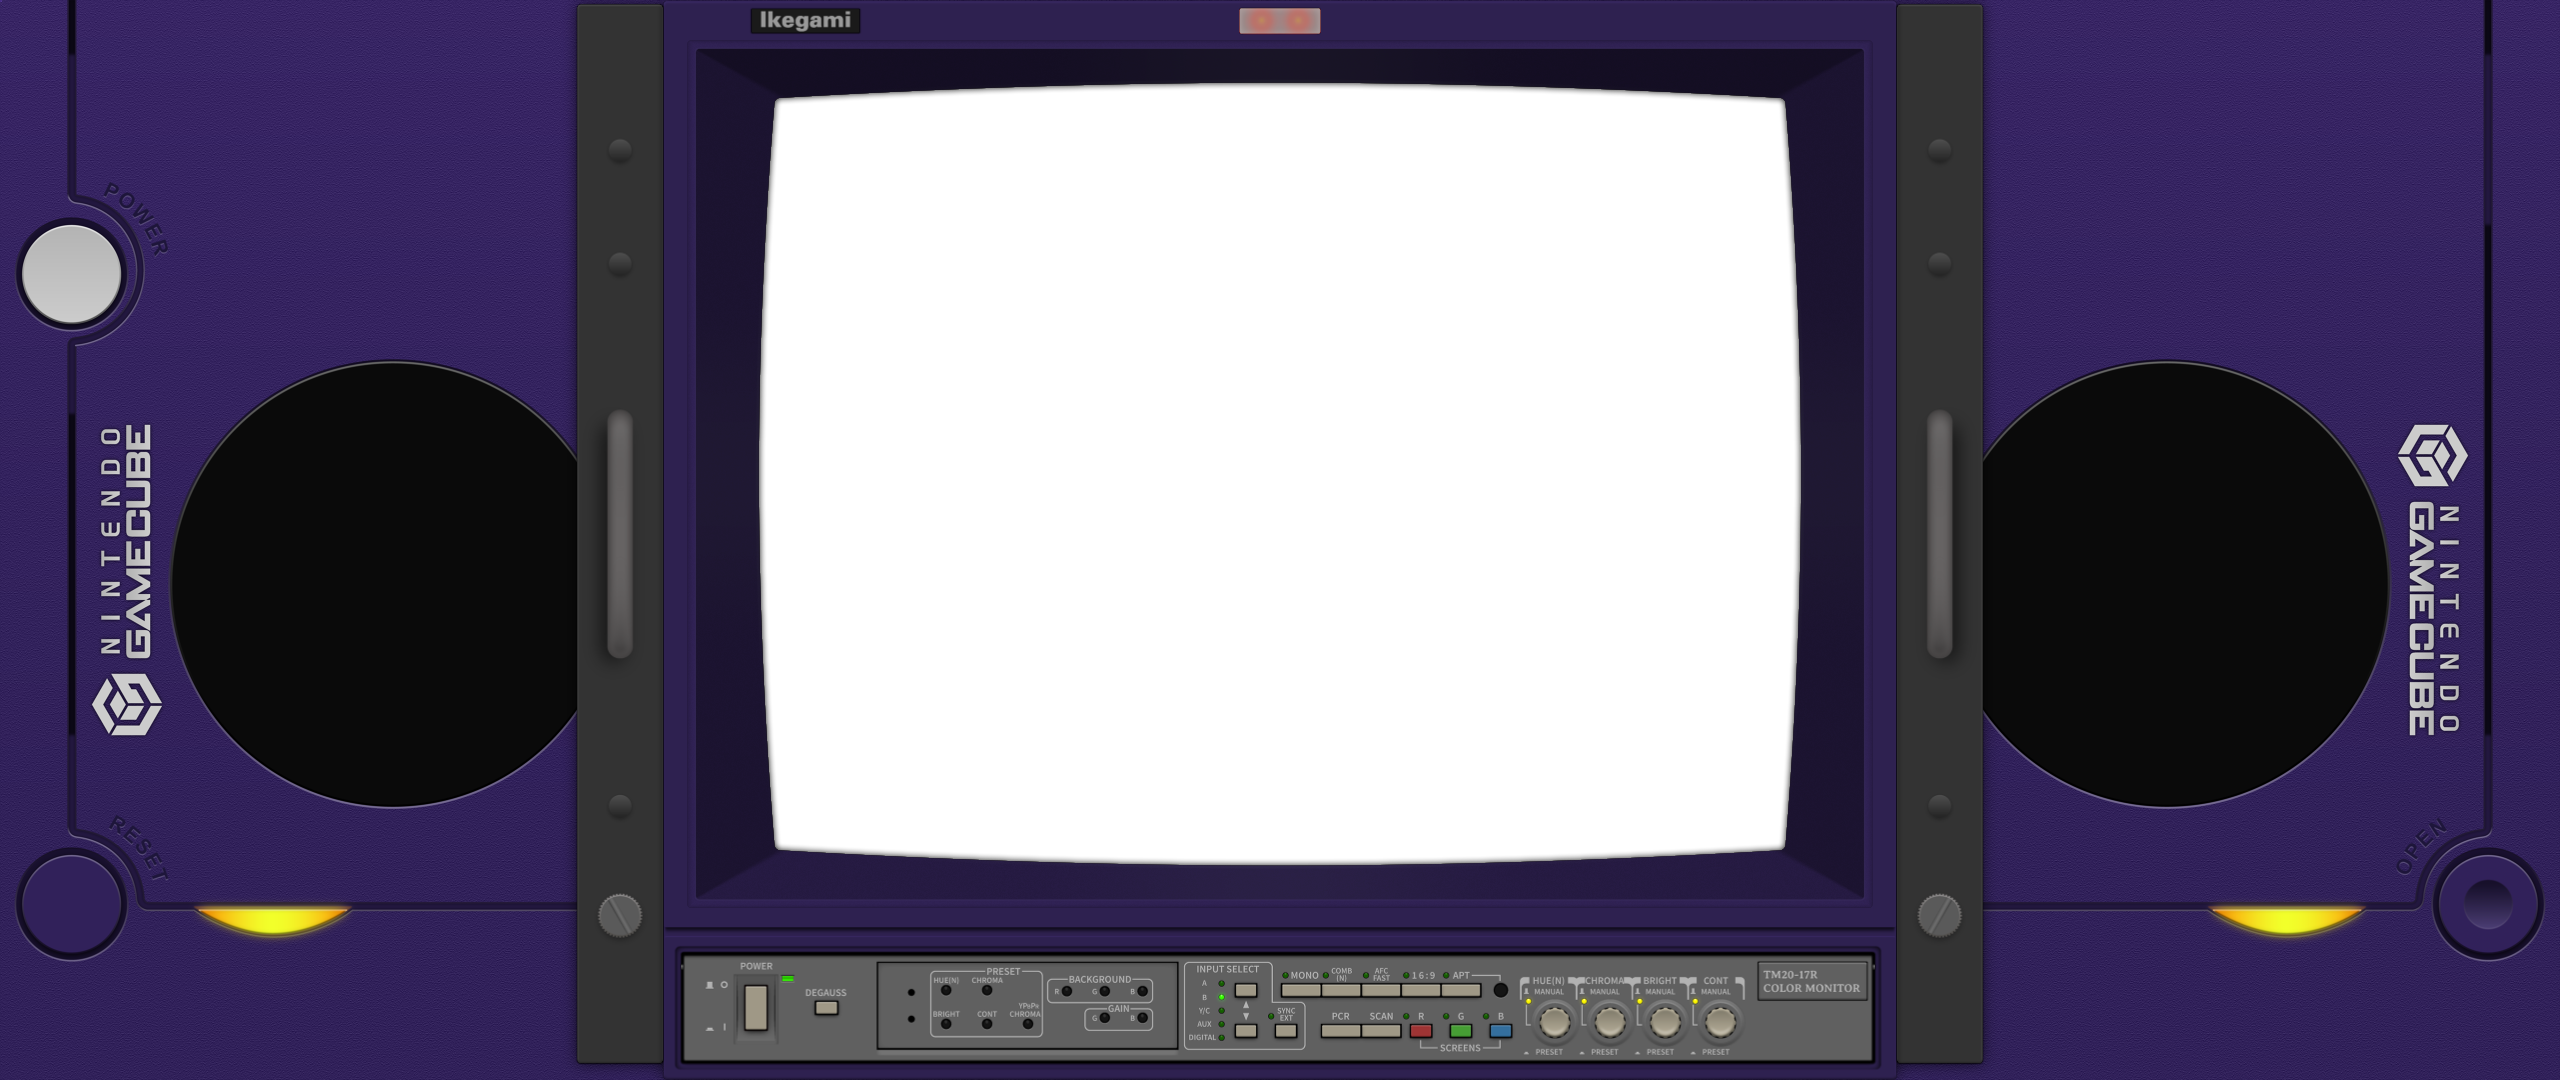 Ikegami
POWER
NINTENDO
GAMECUBE
RESET
NINTENDO
GAMECUBE
OPEN
POWER
DEGAUSS
PRESET
HUE(N)
CHROMA
BRIGHT
CONT
YPBPR
CHROMA
BACKGROUND
R G B
GAIN
G B
INPUT SELECT
A
B
Y/C
AUX
DIGITAL
SYNC
EXT
MONO
COMB
(N)
AFC
FAST
16:9
APT
PCR
SCAN
R
G
B
SCREENS
HUE(N)
MANUAL
PRESET
CHROMA
MANUAL
PRESET
BRIGHT
MANUAL
PRESET
CONT
MANUAL
PRESET
TM20-17R
COLOR MONITOR